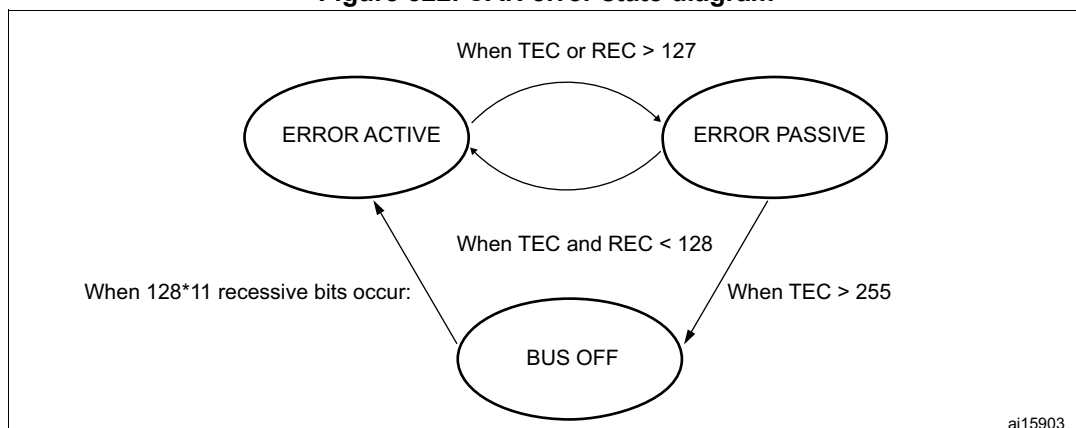 When TEC or REC > 127
ERROR ACTIVE
ERROR PASSIVE
When TEC and REC < 128
When 128*11 recessive bits occur:
When TEC > 255
BUS OFF
ai15903